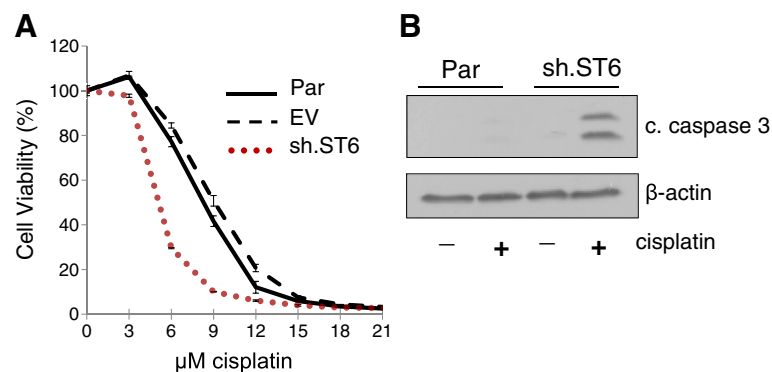 A
120
100
80
60
40
20
0
Cell Viability (%)
0 3 6 9 12 15 18 21
µM cisplatin
Par
EV
sh.ST6
B
Par sh.ST6
c. caspase 3
β-actin
– + – + cisplatin